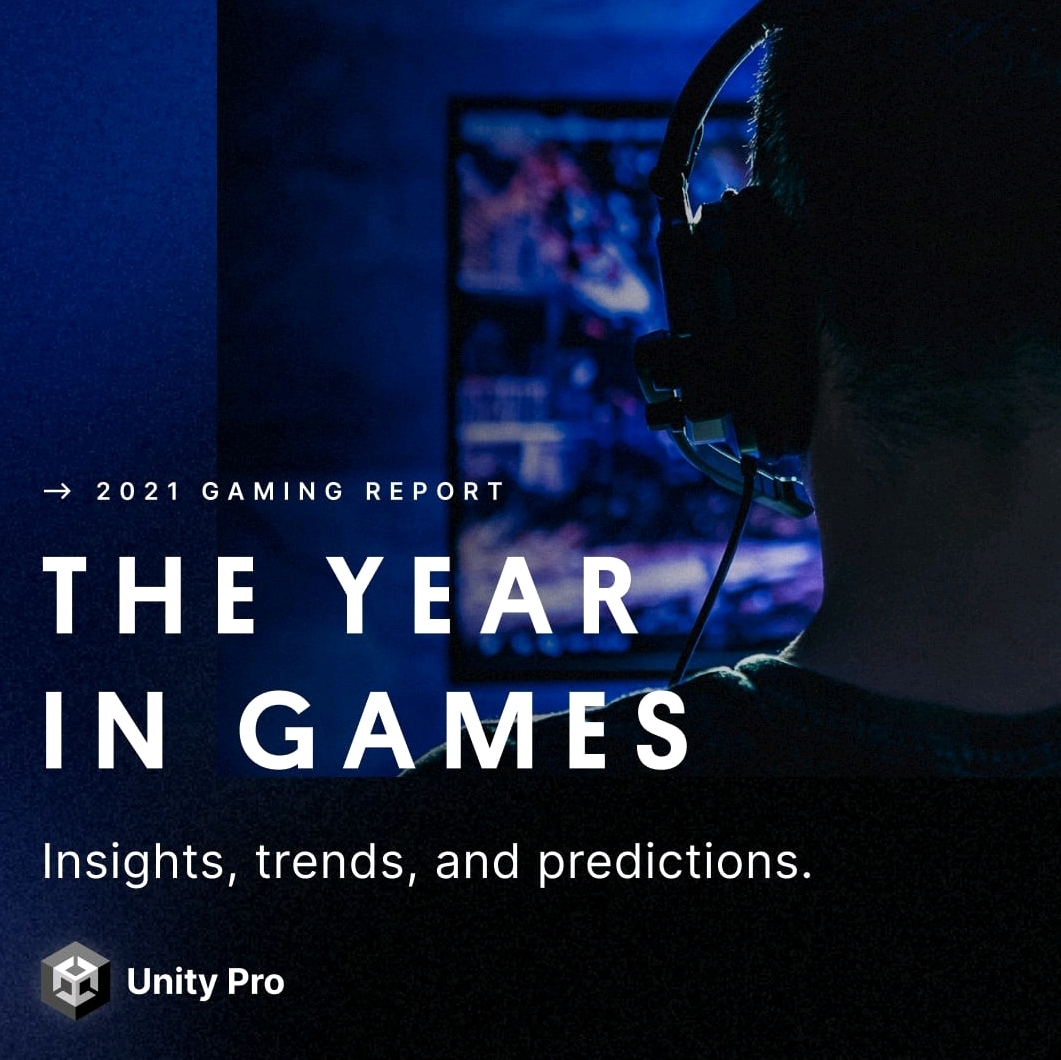 → 2021 GAMING REPORT
THE YEAR
IN GAMES
Insights, trends, and predictions.
Unity Pro